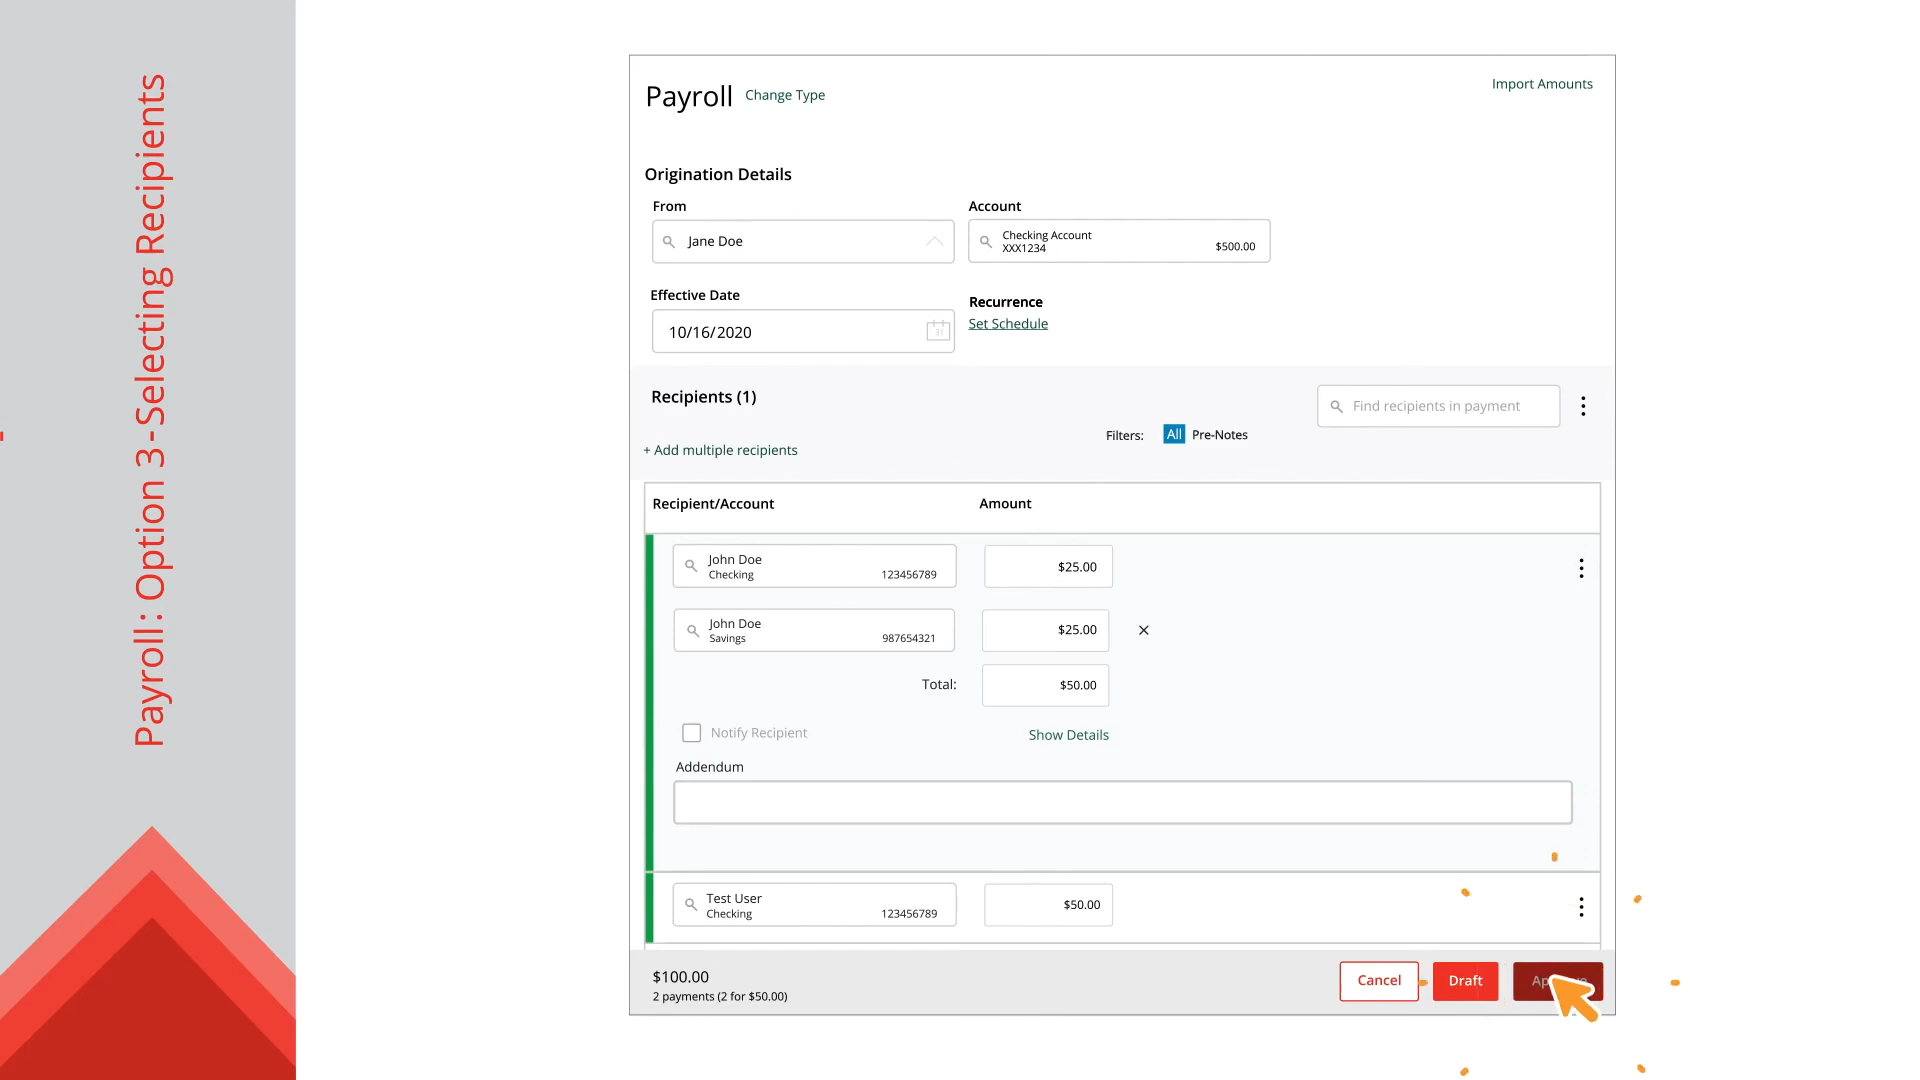 Payroll: Option 3-Selecting Recipients
Payroll
Change Type
Import Amounts
Origination Details
From
Account
Jane Doe
Checking Account
XXX1234
$500.00
Effective Date
Recurrence
10/16/2020
31
Set Schedule
Recipients (1)
Find recipients in payment
Filters: All Pre-Notes
+ Add multiple recipients
Recipient/Account
Amount
John Doe
Checking
123456789
$25.00
John Doe
Savings
987654321
$25.00
Total:
$50.00
Notify Recipient
Show Details
Addendum
Test User
Checking
123456789
$50.00
$100.00
2 payments (2 for $50.00)
Cancel
Draft